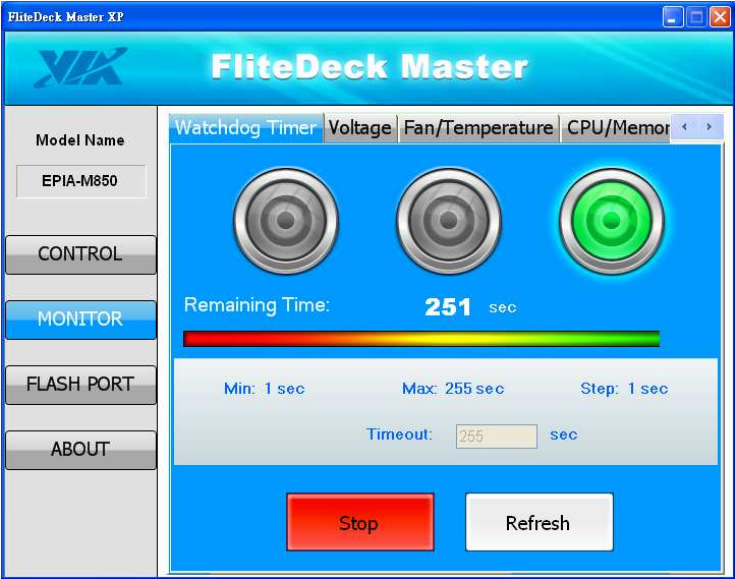 FliteDeck Master XP
VIA
FliteDeck Master
Model Name
EPIA-M850
CONTROL
MONITOR
FLASH PORT
ABOUT
Watchdog Timer Voltage Fan/Temperature CPU/Memor
Remaining Time: 251 sec
Min: 1 sec Max: 255 sec Step: 1 sec
Timeout: 255 sec
Stop Refresh